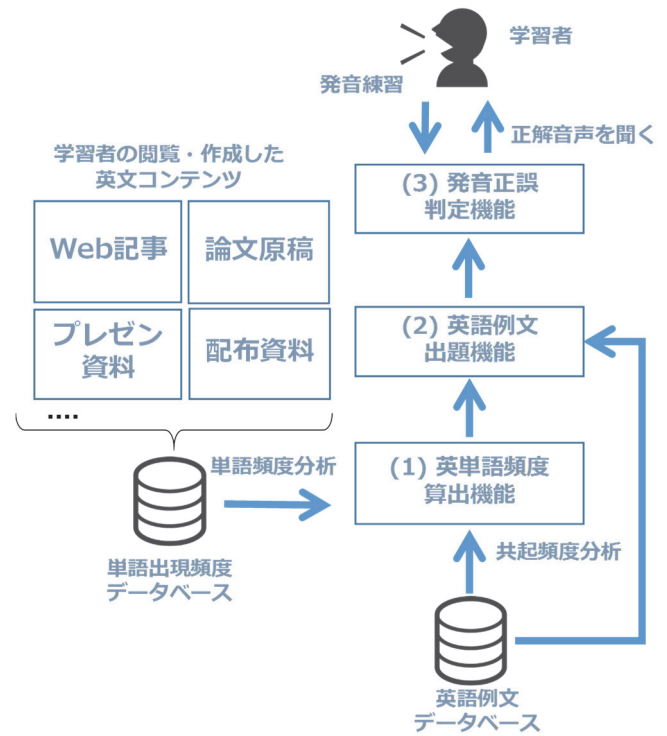 学習者
発音練習
正解音声を聞く
学習者の閲覧・作成した
英文コンテンツ
(3) 発音正誤
判定機能
Web記事
論文原稿
プレゼン
資料
配布資料
(2) 英語例文
出題機能
....
単語頻度分析
(1) 英単語頻度
算出機能
共起頻度分析
単語出現頻度
データベース
英語例文
データベース